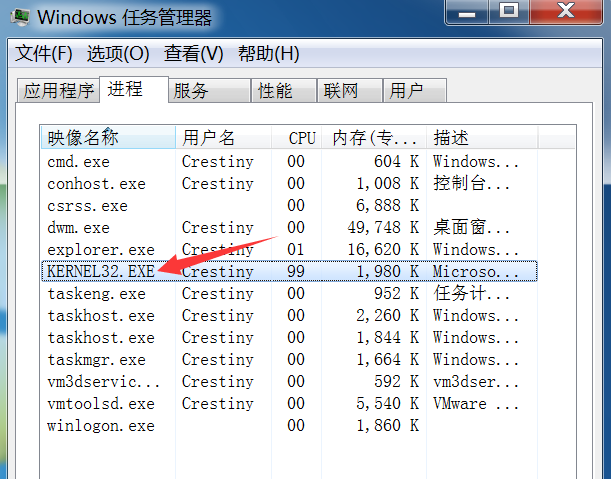 Windows 任务管理器
文件(F) 选项(O) 查看(V) 帮助(H)
应用程序 进程 服务 性能 联网 用户
映像名称 用户名 CPU 内存(专... 描述
cmd.exe Crestiny 00 604 K Windows...
conhost.exe Crestiny 00 1,008 K 控制台...
csrss.exe 00 6,888 K
dwm.exe Crestiny 00 49,748 K 桌面窗...
explorer.exe Crestiny 01 16,620 K Windows...
KERNEL32.EXE Crestiny 99 1,980 K Microso...
taskeng.exe Crestiny 00 952 K 任务计...
taskhost.exe Crestiny 00 2,260 K Windows...
taskhost.exe Crestiny 00 1,844 K Windows...
taskmgr.exe Crestiny 00 1,664 K Windows...
vm3dservic... Crestiny 00 592 K vm3dser...
vmtoolsd.exe Crestiny 00 5,540 K VMware ...
winlogon.exe 00 1,860 K